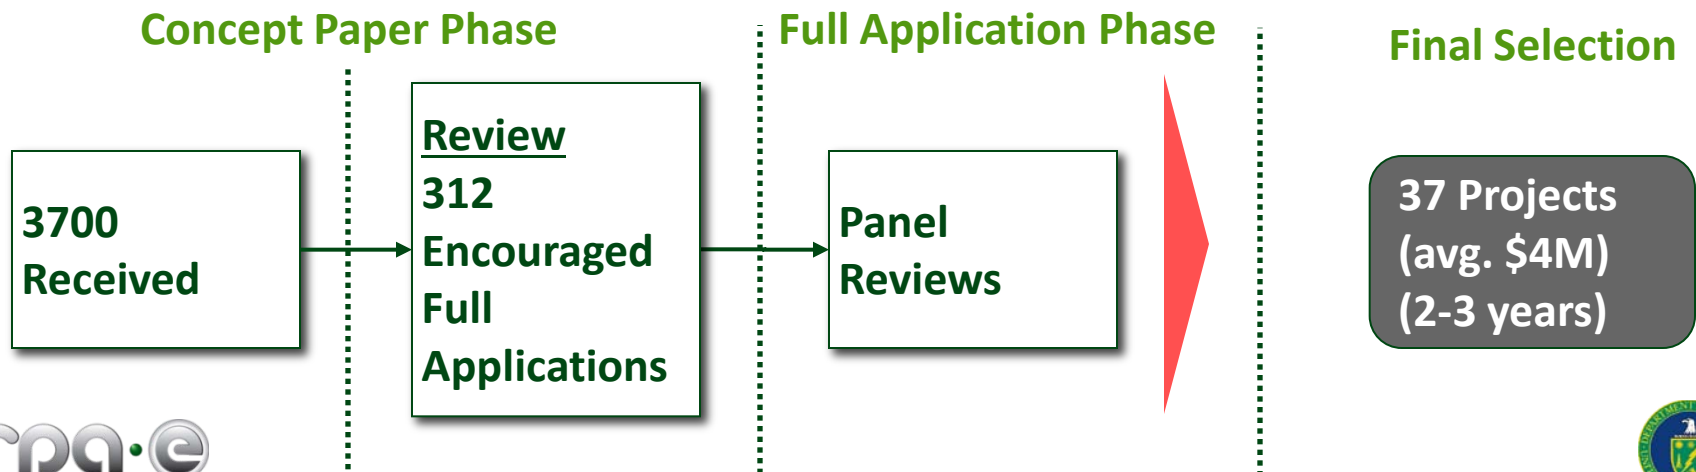 Concept Paper Phase
Full Application Phase
Final Selection
3700
Received
Review
312
Encouraged
Full
Applications
Panel
Reviews
37 Projects
(avg. $4M)
(2-3 years)
rpa·e